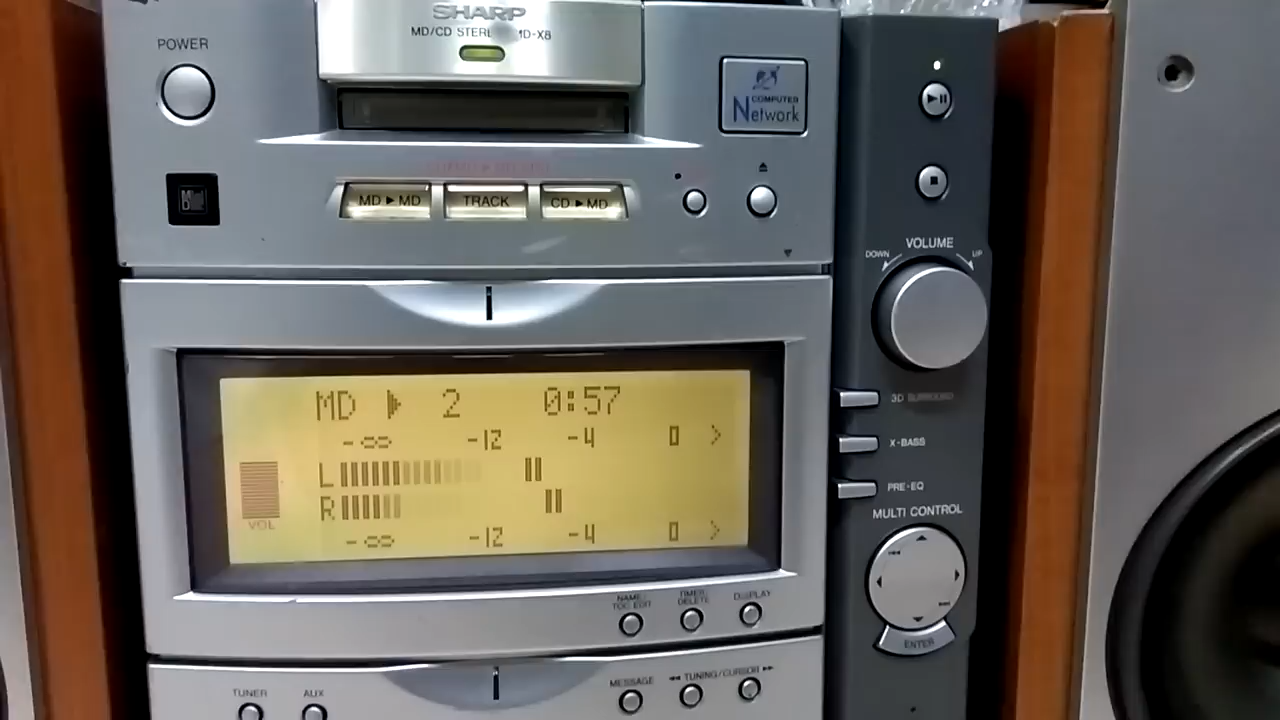 SHARP
MD/CD STEREO MD-X8
POWER
COMPUTER
Network
MD ▶ MD
TRACK
CD ▶ MD
VOLUME
DOWN
UP
MD ▶ 2 0:57
-∞ -12 -4 0 >
L
R
-∞ -12 -4 0 >
VOL
3D SURROUND
X-BASS
PRE-EQ
MULTI CONTROL
ENTER
NAME/
TOC EDIT
TIMER/
DELETE
DISPLAY
TUNER
AUX
MESSAGE
◀◀ TUNING/CURSOR ▶▶